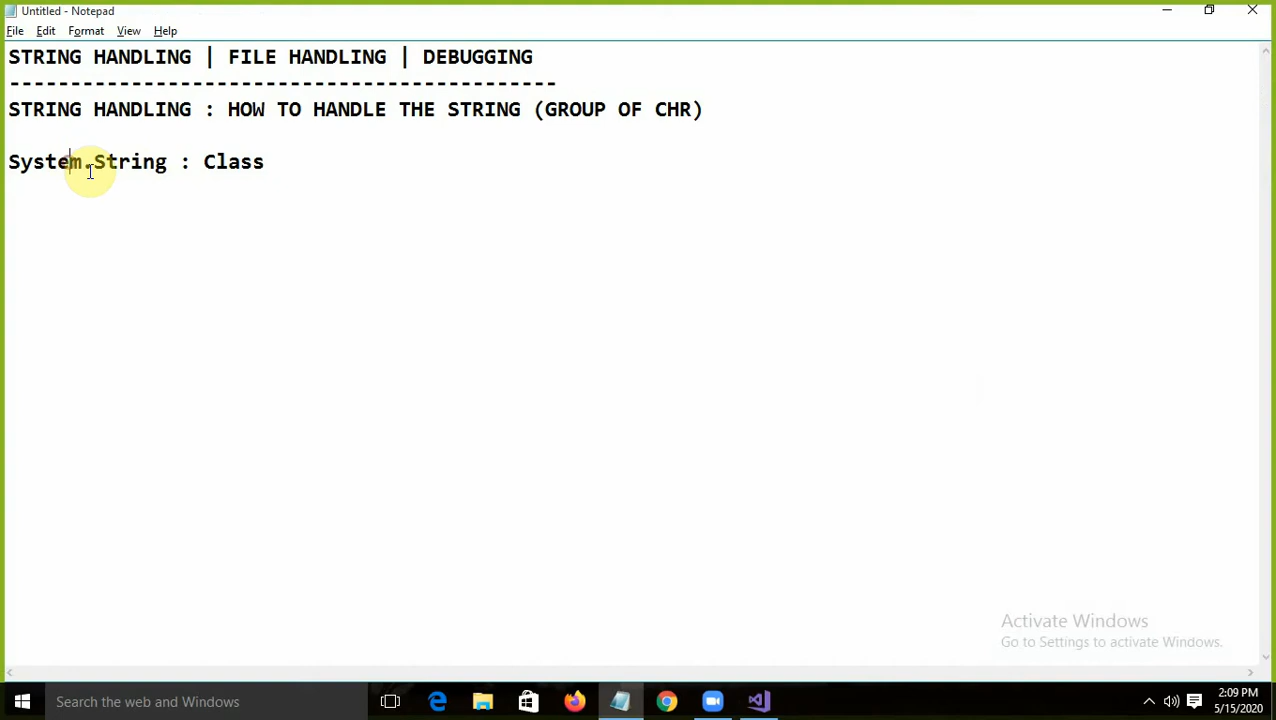 Untitled - Notepad
File Edit Format View Help
STRING HANDLING | FILE HANDLING | DEBUGGING
---------------------------------------------
STRING HANDLING : HOW TO HANDLE THE STRING (GROUP OF CHR)
System.String : Class
Activate Windows
Go to Settings to activate Windows.
Search the web and Windows
2:09 PM
5/15/2020